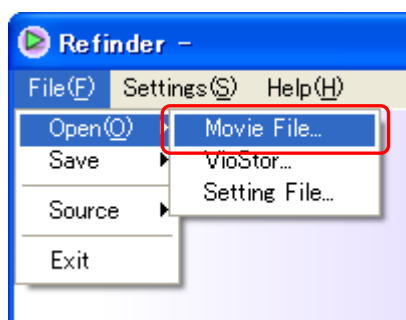 Refinder -
File(F) Settings(S) Help(H)
Open(O)
Save
Source
Exit
Movie File...
VioStor...
Setting File...